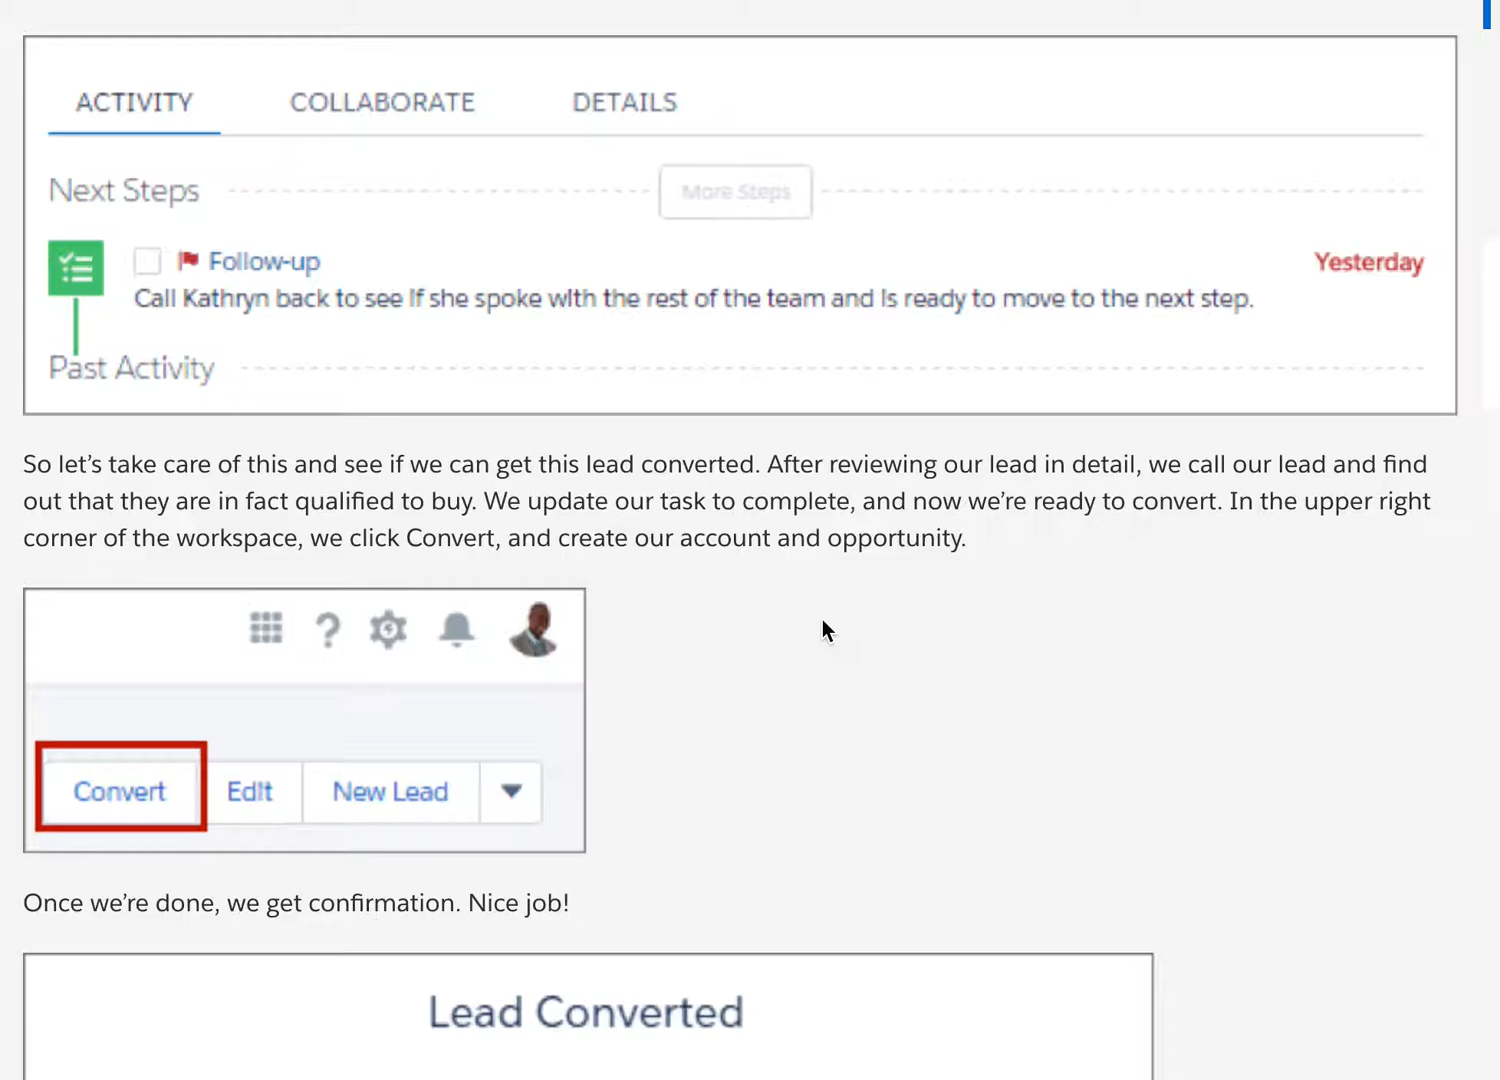 ACTIVITY COLLABORATE DETAILS
Next Steps More Steps
Follow-up Yesterday
Call Kathryn back to see if she spoke with the rest of the team and is ready to move to the next step.
Past Activity
So let’s take care of this and see if we can get this lead converted. After reviewing our lead in detail, we call our lead and find
out that they are in fact qualified to buy. We update our task to complete, and now we’re ready to convert. In the upper right
corner of the workspace, we click Convert, and create our account and opportunity.
?
Convert Edit New Lead
Once we’re done, we get confirmation. Nice job!
Lead Converted